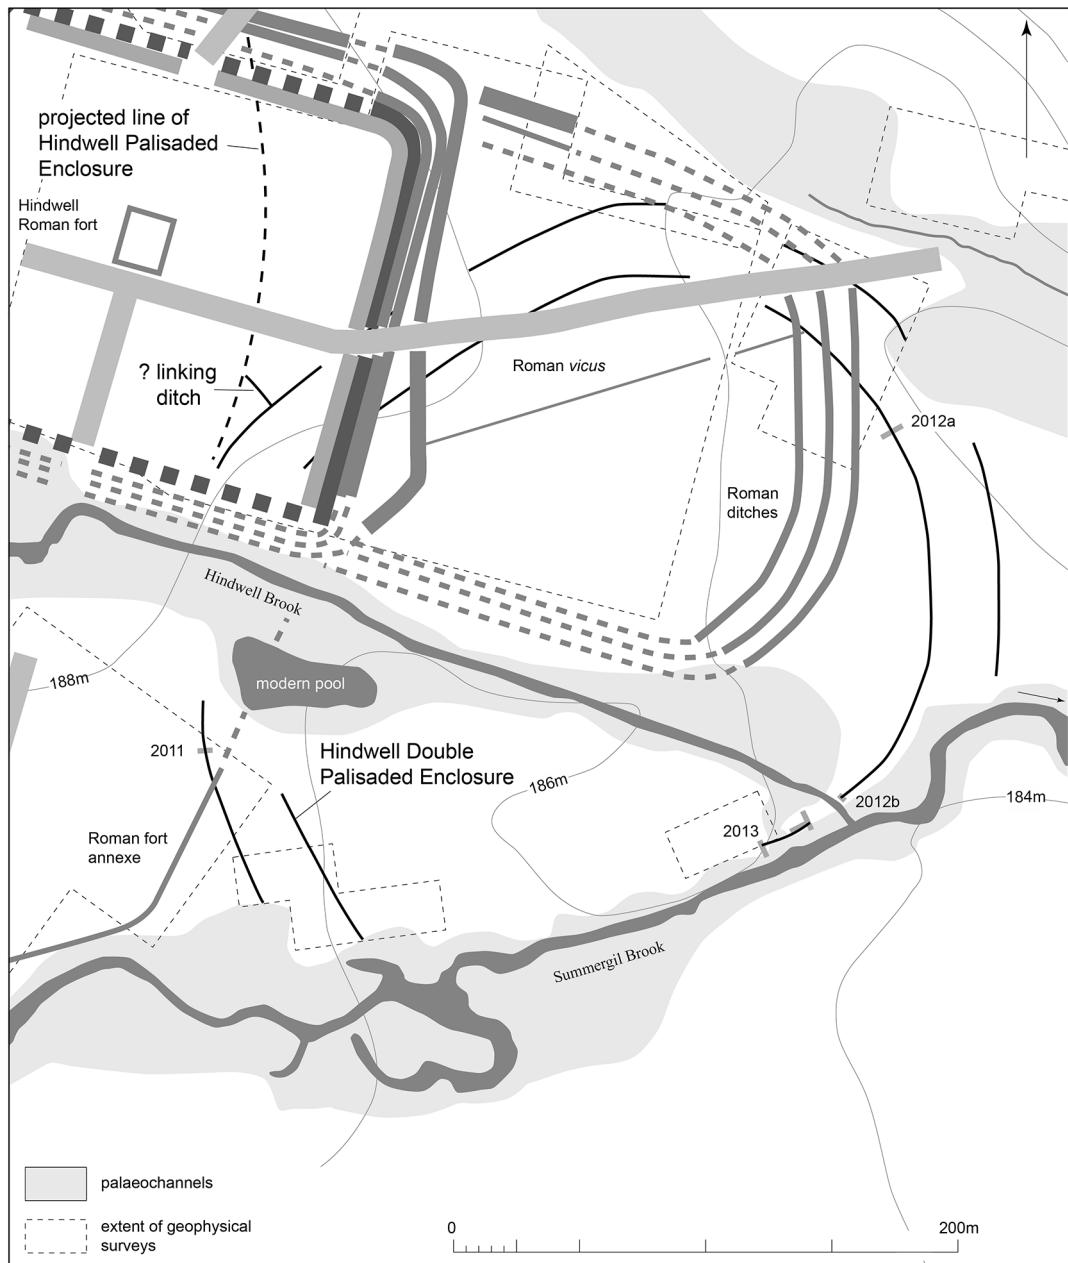 projected line of
Hindwell Palisaded
Enclosure
Hindwell
Roman fort
? linking
ditch
Roman vicus
2012a
Roman
ditches
Hindwell Brook
188m
modern pool
2011
Hindwell Double
Palisaded Enclosure
186m
2012b
184m
2013
Roman fort
annexe
Summergil Brook
palaeochannels
extent of geophysical
surveys
0
200m